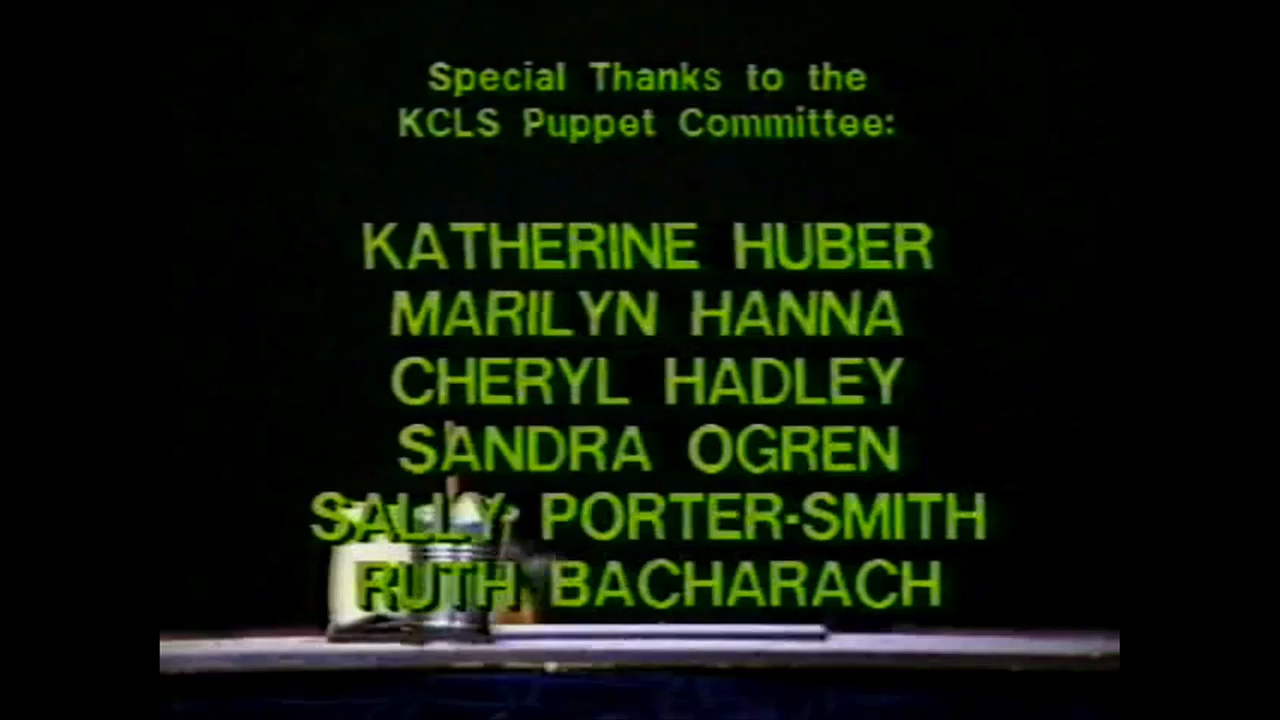 Special Thanks to the
KCLS Puppet Committee:
KATHERINE HUBER
MARILYN HANNA
CHERYL HADLEY
SANDRA OGREN
SALLY PORTER-SMITH
RUTH BACHARACH